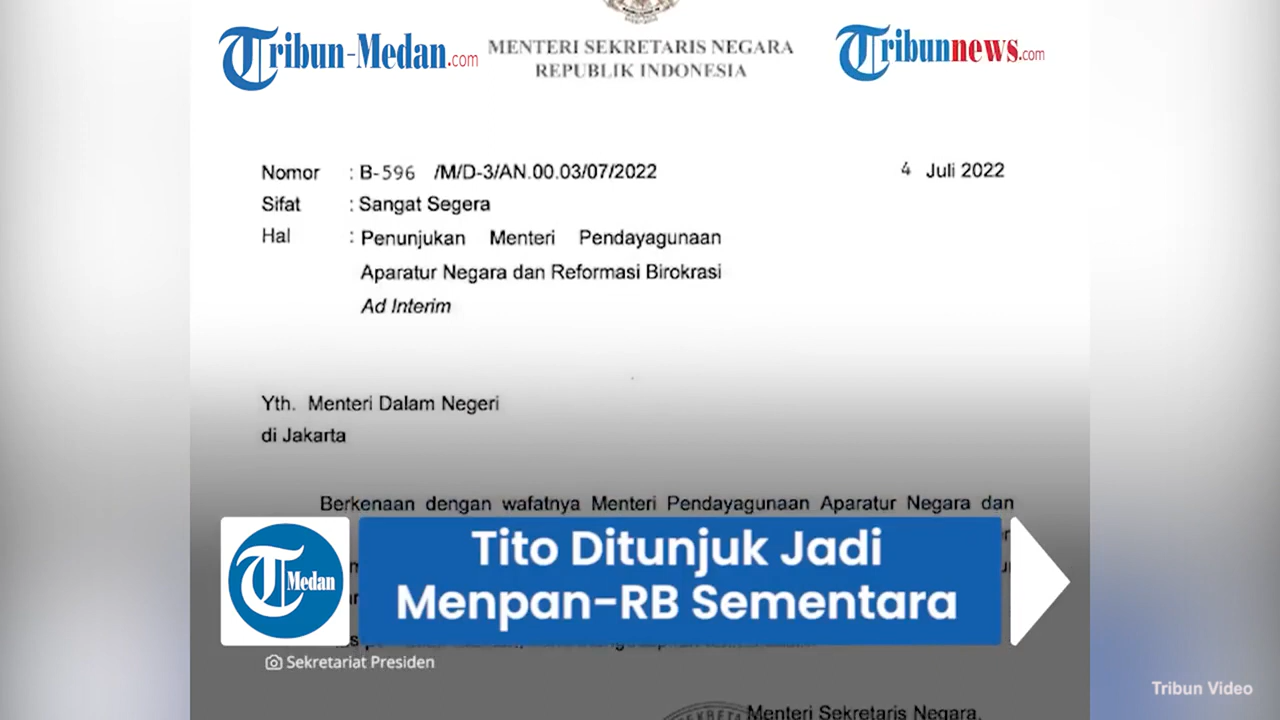 Tribun-Medan.com
MENTERI SEKRETARIS NEGARA
REPUBLIK INDONESIA
Tribunnews.com
Nomor : B-596 /M/D-3/AN.00.03/07/2022
4 Juli 2022
Sifat : Sangat Segera
Hal : Penunjukan Menteri Pendayagunaan
Aparatur Negara dan Reformasi Birokrasi
Ad Interim
Yth. Menteri Dalam Negeri
di Jakarta
Berkenaan dengan wafatnya Menteri Pendayagunaan Aparatur Negara dan
T Medan
Tito Ditunjuk Jadi
Menpan-RB Sementara
Sekretariat Presiden
Menteri Sekretaris Negara,
Tribun Video